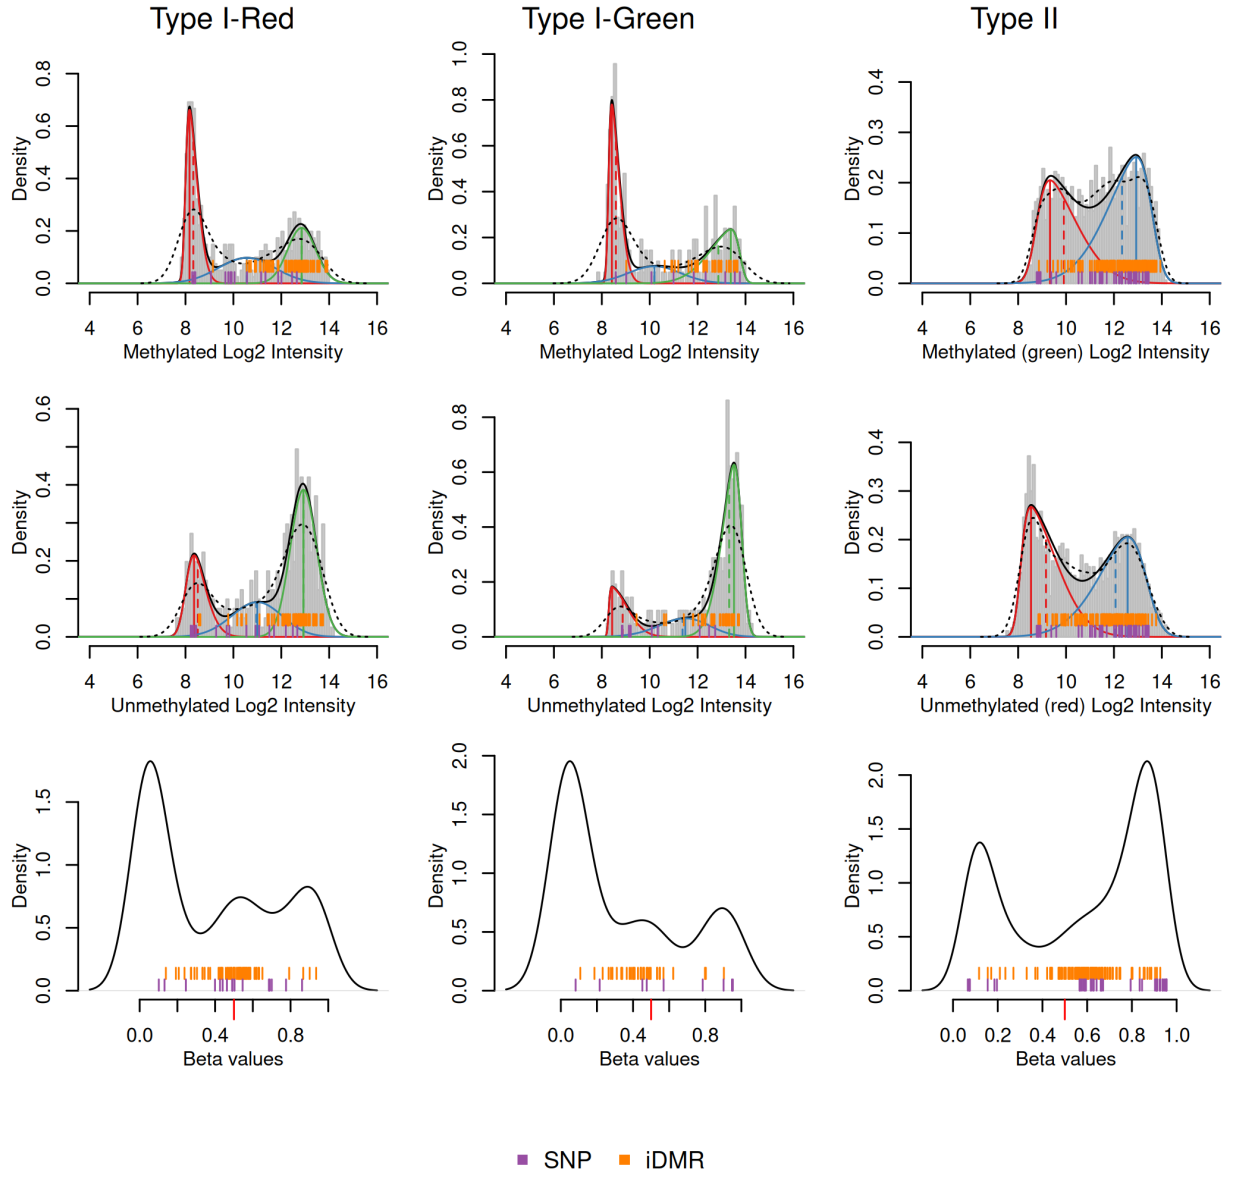 Type I-Red Type I-Green Type II
Density 0.0 0.2 0.4 0.6 0.8
4 6 8 10 12 14 16
Methylated Log2 Intensity
Density 0.0 0.2 0.4 0.6 0.8 1.0
4 6 8 10 12 14 16
Methylated Log2 Intensity
Density 0.0 0.1 0.2 0.3 0.4
4 6 8 10 12 14 16
Methylated (green) Log2 Intensity
Density 0.0 0.2 0.4 0.6
4 6 8 10 12 14 16
Unmethylated Log2 Intensity
Density 0.0 0.2 0.4 0.6 0.8
4 6 8 10 12 14 16
Unmethylated Log2 Intensity
Density 0.0 0.1 0.2 0.3 0.4
4 6 8 10 12 14 16
Unmethylated (red) Log2 Intensity
Density 0.0 0.5 1.0 1.5
0.0 0.4 0.8
Beta values
Density 0.0 0.5 1.0 1.5 2.0
0.0 0.4 0.8
Beta values
Density 0.0 0.5 1.0 1.5 2.0
0.0 0.2 0.4 0.6 0.8 1.0
Beta values
SNP iDMR